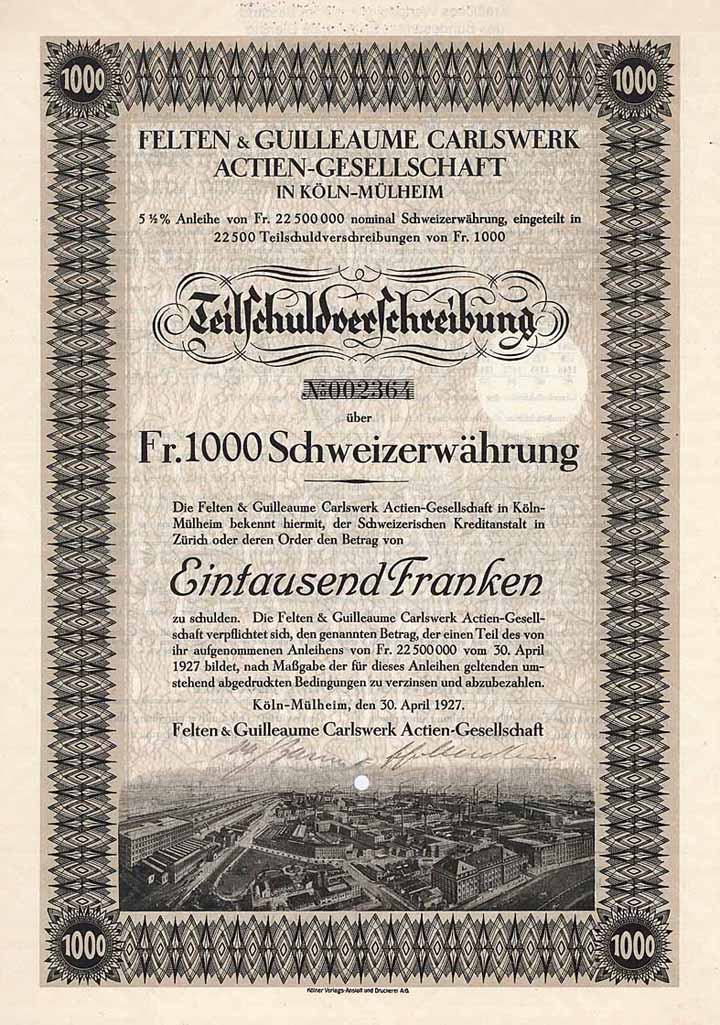 1000
1000
FELTEN & GUILLEAUME CARLSWERK
ACTIEN-GESELLSCHAFT
IN KÖLN-MÜLHEIM
5½% Anleihe von Fr. 22 500 000 nominal Schweizerwährung, eingeteilt in
22 500 Teilschuldverschreibungen von Fr. 1000
Teilschuldverschreibung
No 002364
über
Fr. 1000 Schweizerwährung
Die Felten & Guilleaume Carlswerk Actien-Gesellschaft in Köln-
Mülheim bekennt hiermit, der Schweizerischen Kreditanstalt in
Zürich oder deren Order den Betrag von
Eintausend Franken
zu schulden. Die Felten & Guilleaume Carlswerk Actien-Gesell-
schaft verpflichtet sich, den genannten Betrag, der einen Teil des von
ihr aufgenommenen Anleihens von Fr. 22 500 000 vom 30. April
1927 bildet, nach Maßgabe der für dieses Anleihen geltenden um-
stehend abgedruckten Bedingungen zu verzinsen und abzubezahlen.
Köln-Mülheim, den 30. April 1927.
Felten & Guilleaume Carlswerk Actien-Gesellschaft
1000
1000
Kölner Verlags-Anstalt und Druckerei A.G.